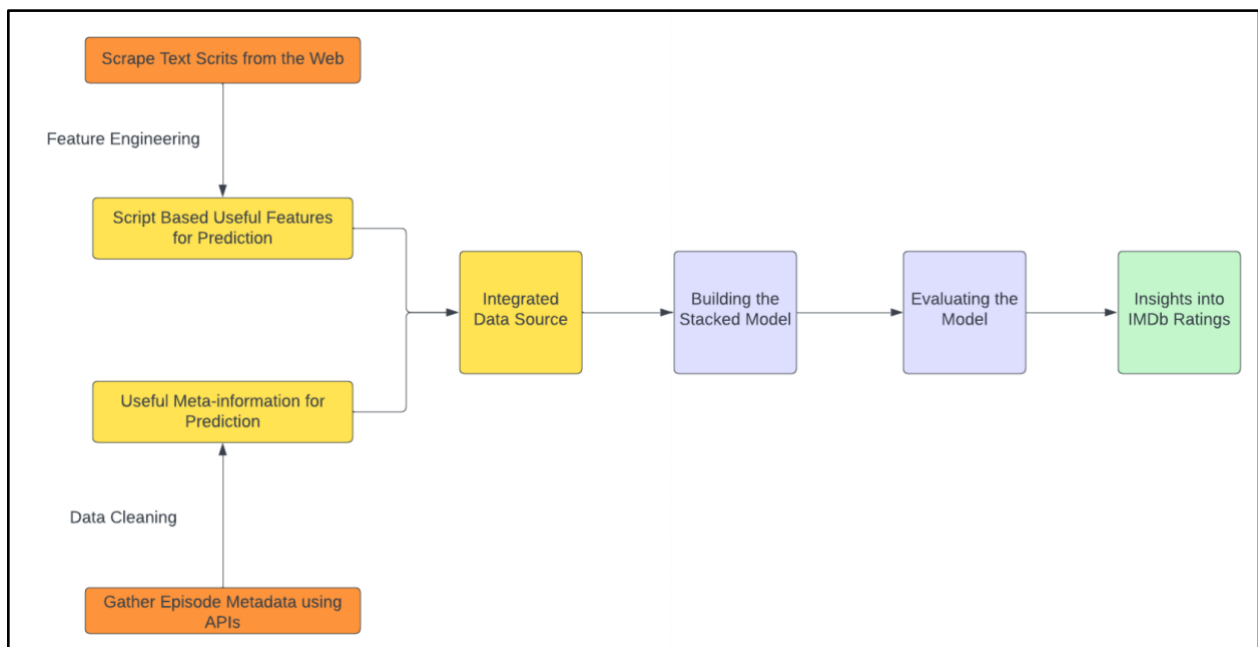 Scrape Text Scrits from the Web
Feature Engineering
Script Based Useful Features
for Prediction
Integrated
Data Source
Building the
Stacked Model
Evaluating the
Model
Insights into
IMDb Ratings
Useful Meta-information for
Prediction
Data Cleaning
Gather Episode Metadata using
APIs